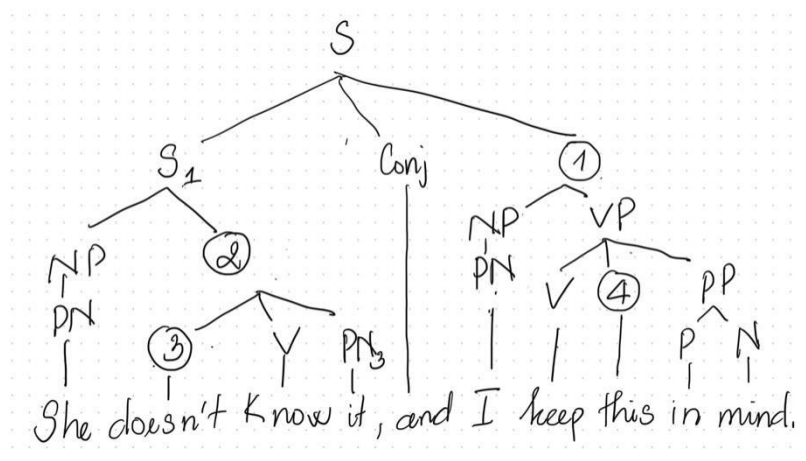 S
S1 Conj 1
NP 2 NP VP
PN PN V 4 PP
3 V PN3 P N
She doesn't know it, and I keep this in mind.